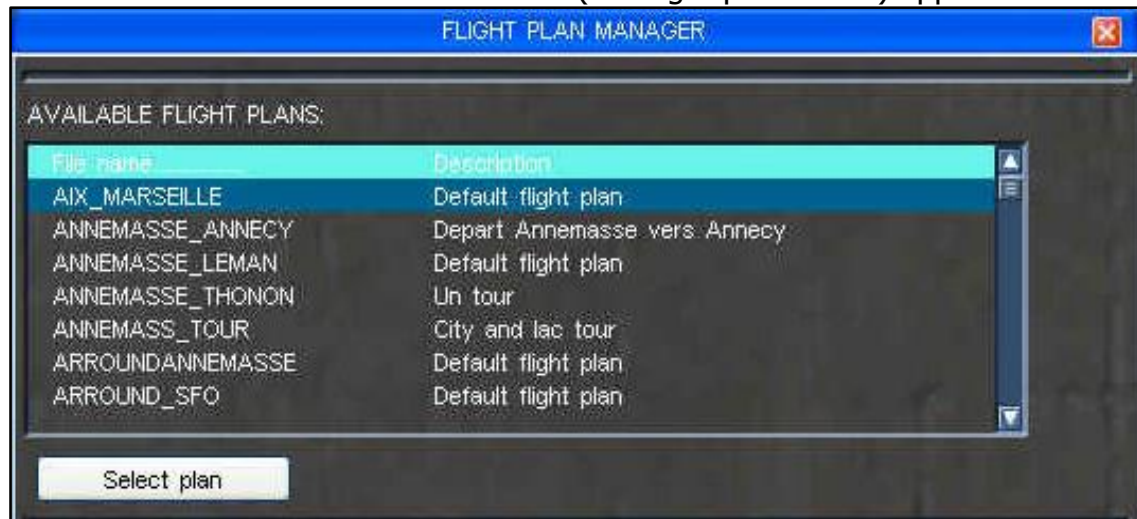 FLIGHT PLAN MANAGER
AVAILABLE FLIGHT PLANS:
File name Description
AIX_MARSEILLE Default flight plan
ANNEMASSE_ANNECY Depart Annemasse vers Annecy
ANNEMASSE_LEMAN Default flight plan
ANNEMASSE_THONON Un tour
ANNEMASS_TOUR City and lac tour
ARROUNDANNEMASSE Default flight plan
ARROUND_SFO Default flight plan
Select plan